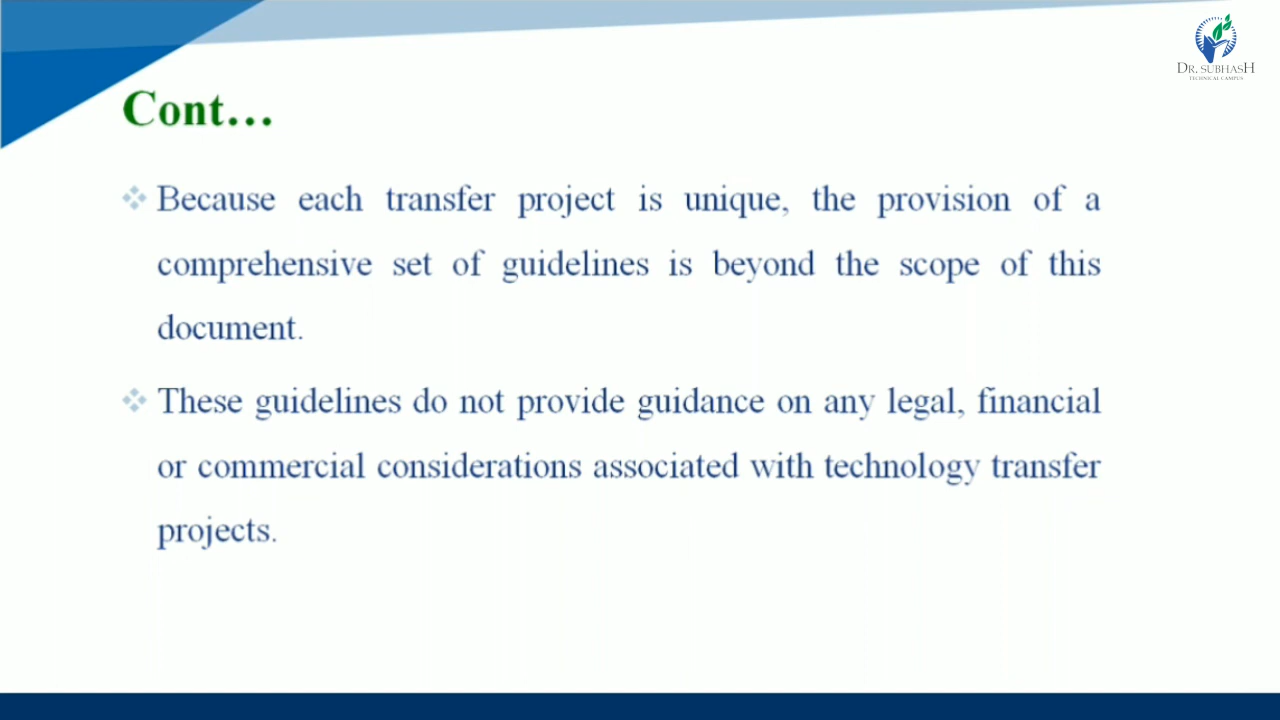 DR. SUBHASH
TECHNICAL CAMPUS
Cont...
Because each transfer project is unique, the provision of a
comprehensive set of guidelines is beyond the scope of this
document.
These guidelines do not provide guidance on any legal, financial
or commercial considerations associated with technology transfer
projects.